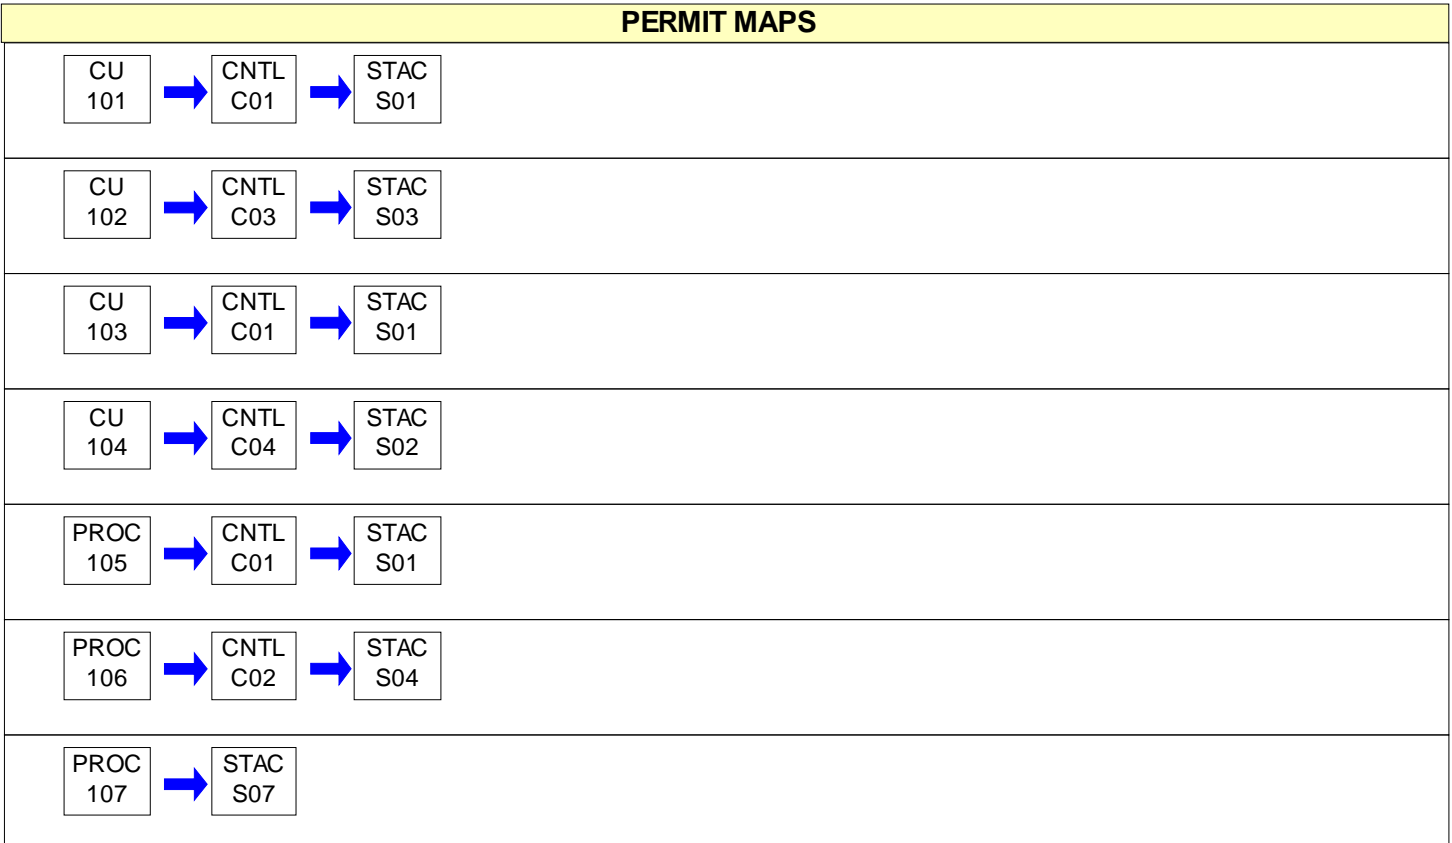 PERMIT MAPS
CU
101
CNTL
C01
STAC
S01
CU
102
CNTL
C03
STAC
S03
CU
103
CNTL
C01
STAC
S01
CU
104
CNTL
C04
STAC
S02
PROC
105
CNTL
C01
STAC
S01
PROC
106
CNTL
C02
STAC
S04
PROC
107
STAC
S07